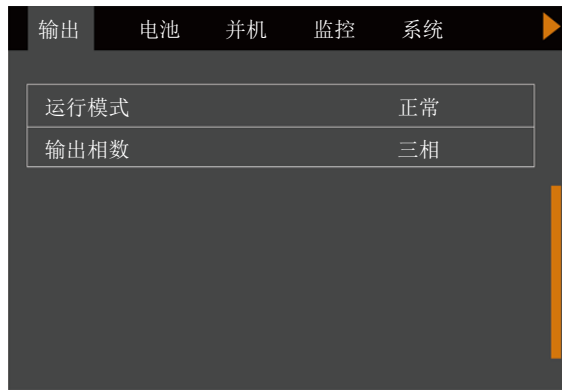 输出 电池 并机 监控 系统
运行模式 正常
输出相数 三相